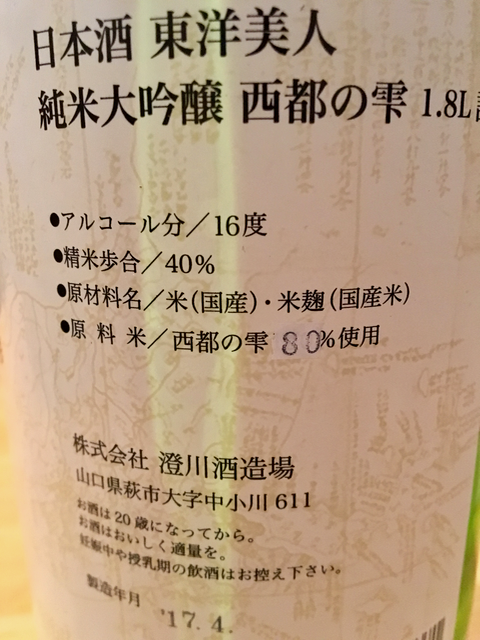 日本酒 東洋美人
純米大吟醸 西都の雫 1.8L詰
●アルコール分／16度
●精米歩合／40%
●原材料名／米(国産)・米麹(国産米)
●原料米／西都の雫 80%使用
株式会社 澄川酒造場
山口県萩市大字中小川 611
お酒は20歳になってから。
お酒はおいしく適量を。
妊娠中や授乳期の飲酒はお控え下さい。
製造年月 '17.4.